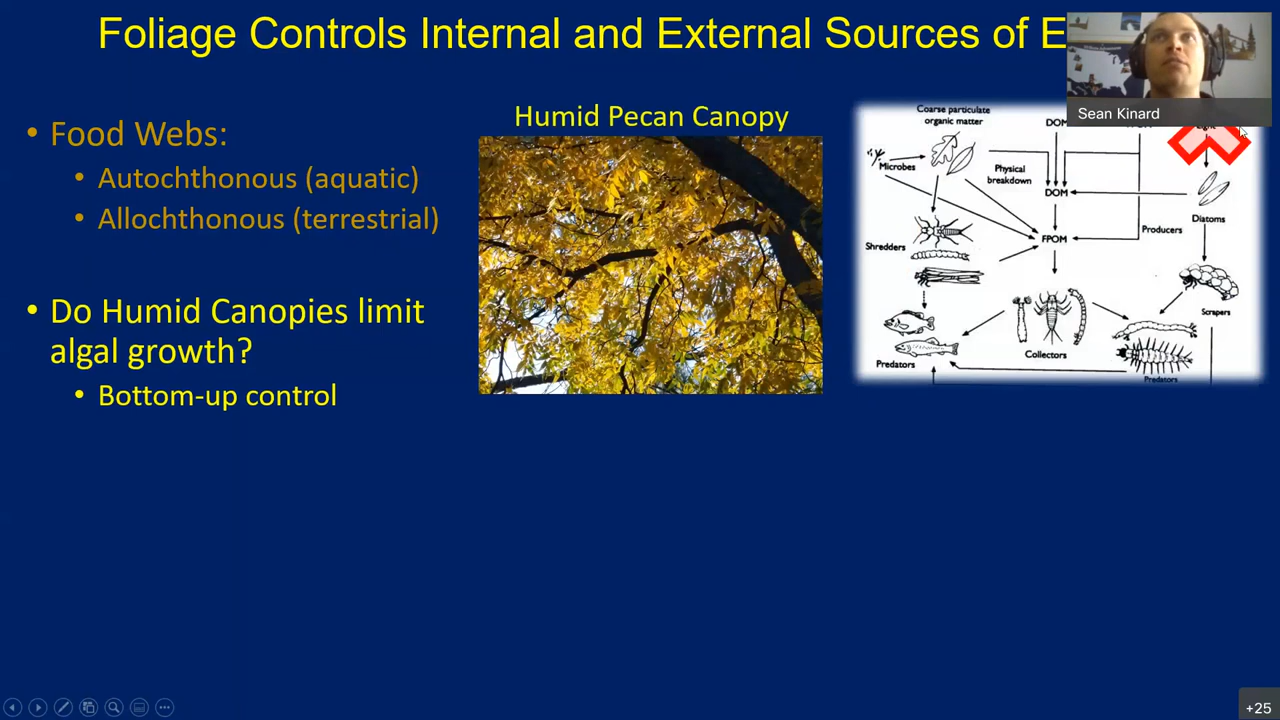 Foliage Controls Internal and External Sources of E
Sean Kinard
• Food Webs:
• Autochthonous (aquatic)
• Allochthonous (terrestrial)
• Do Humid Canopies limit
algal growth?
• Bottom-up control
Humid Pecan Canopy
Coarse particulate
organic matter
DOM
Light
Microbes
Physical
breakdown
DOM
Diatoms
Producers
Shredders
FPOM
Scrapers
Collectors
Predators
Predators
+25